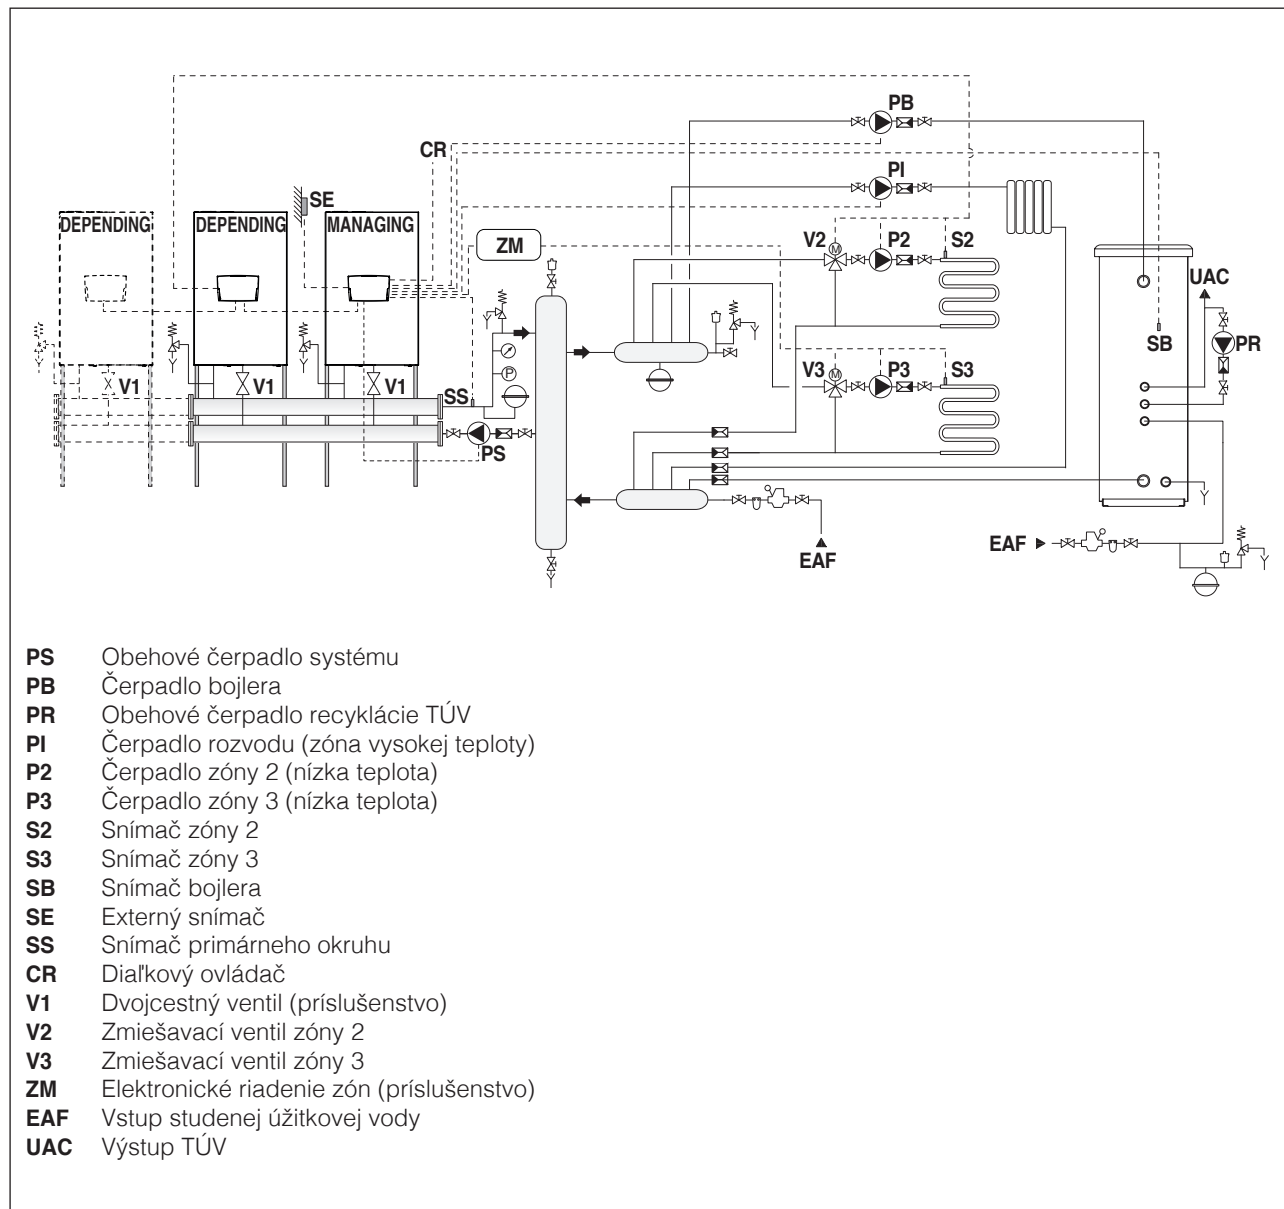 PB
CR
PI
SE
DEPENDING
DEPENDING
MANAGING
ZM
V2
P2
S2
UAC
SB
PR
V1
V1
V1
SS
V3
P3
S3
M
M
P
PS
EAF
EAF
PS Obehové čerpadlo systému
PB Čerpadlo bojlera
PR Obehové čerpadlo recyklácie TÚV
PI Čerpadlo rozvodu (zóna vysokej teploty)
P2 Čerpadlo zóny 2 (nízka teplota)
P3 Čerpadlo zóny 3 (nízka teplota)
S2 Snímač zóny 2
S3 Snímač zóny 3
SB Snímač bojlera
SE Externý snímač
SS Snímač primárneho okruhu
CR Diaľkový ovládač
V1 Dvojcestný ventil (príslušenstvo)
V2 Zmiešavací ventil zóny 2
V3 Zmiešavací ventil zóny 3
ZM Elektronické riadenie zón (príslušenstvo)
EAF Vstup studenej úžitkovej vody
UAC Výstup TÚV